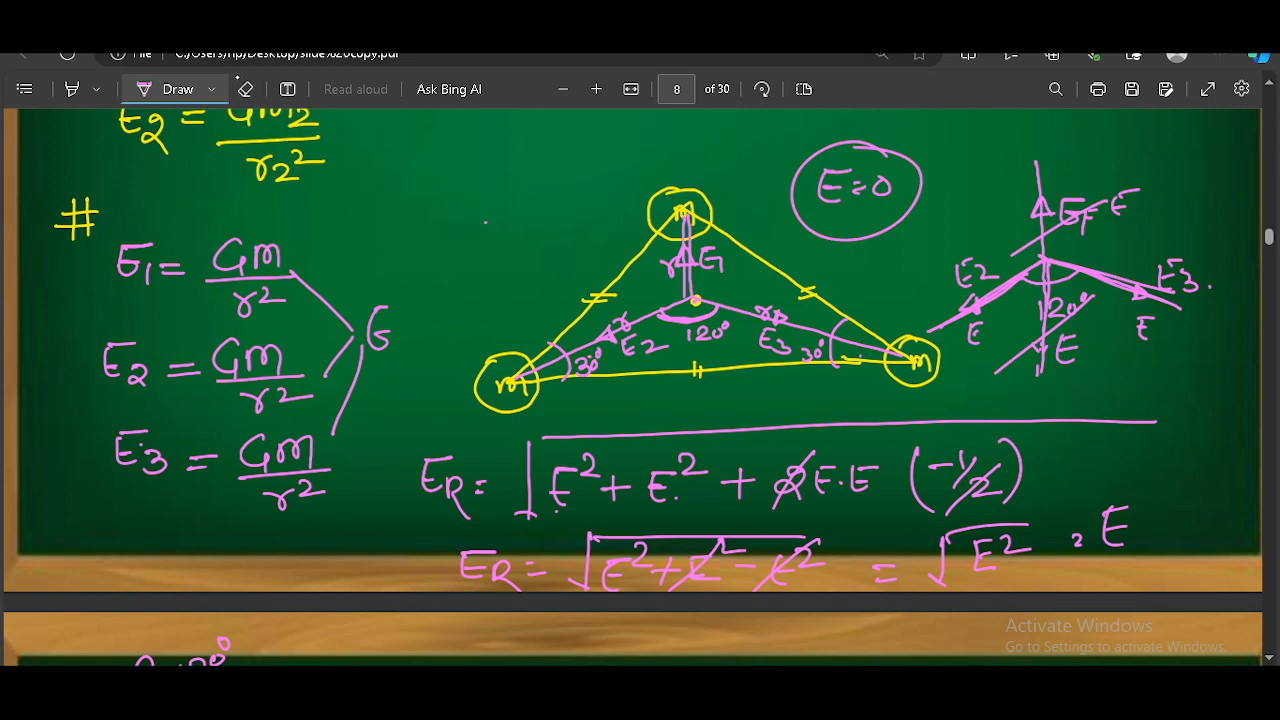 File C:/Users/hp/Desktop/slide%20copy.pdf
Draw Read aloud Ask Bing AI 8 of 30
E2 = GM2 / r2²
#
E1 = Gm / r²
E2 = Gm / r²
E3 = Gm / r²
E
m
r E1
r E2 120° r E3
30° 30°
m m
E=0
E1 E
E2 E3
E 120° E
E
ER = √E² + E² + 2E.E (-1/2)
ER = √E² + E² - E² = √E² = E
Activate Windows
Go to Settings to activate Windows.